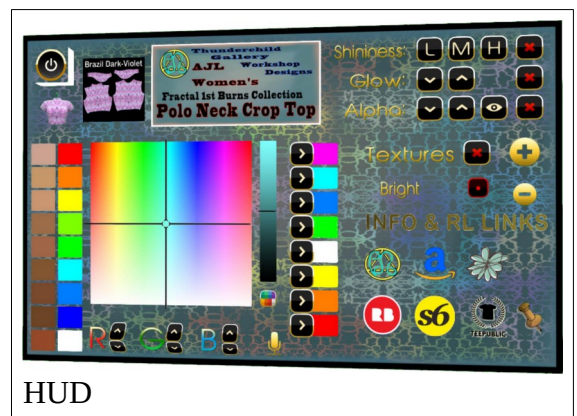 Brazil Dark-Violet
Thunderchild
Gallery
AJL Workshop
Designs
Women's
Fractal 1st Burns Collection
Polo Neck Crop Top
Shininess: L M H
Glow:
Alpha:
Textures
Bright
INFO & RL LINKS
a
RB
s6
TEEPUBLIC
R G B
HUD